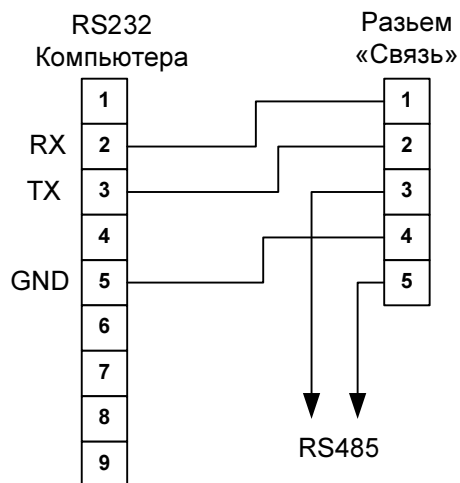 RS232
Компьютера
Разьем
«Связь»
1
RX 2
TX 3
4
GND 5
6
7
8
9
1
2
3
4
5
RS485